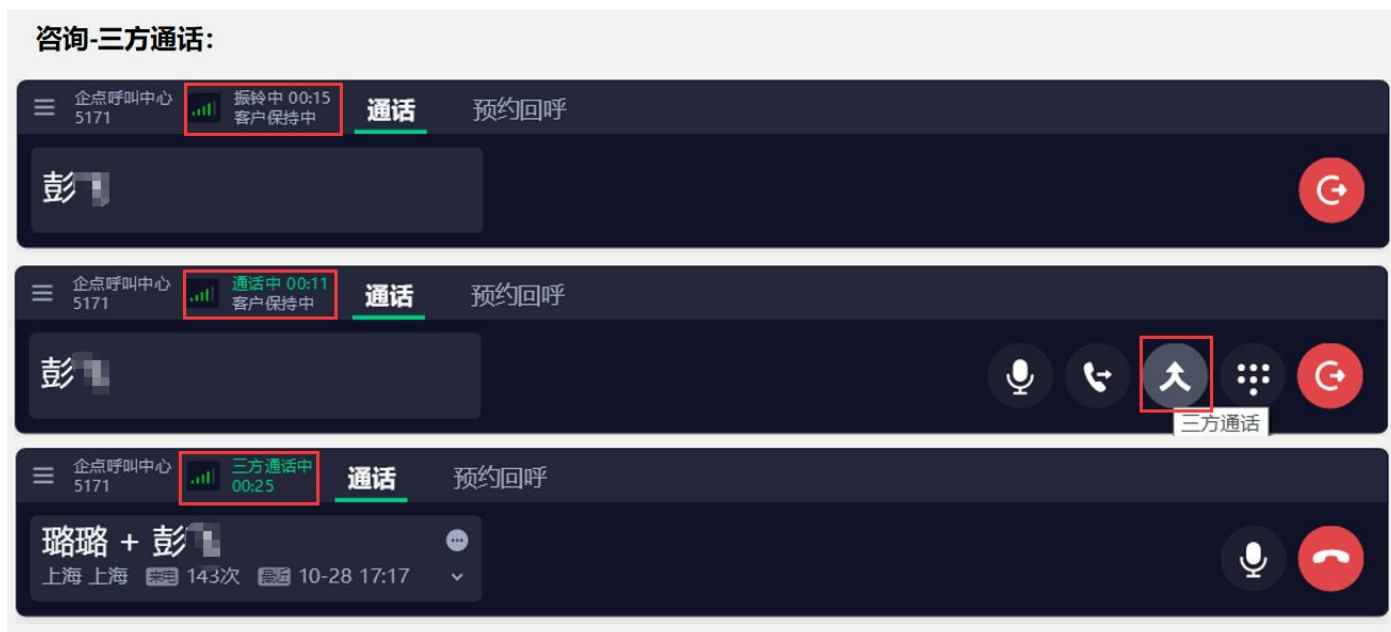 咨询-三方通话：
企点呼叫中心
5171
振铃中 00:15
客户保持中
通话
预约回呼
彭
企点呼叫中心
5171
通话中 00:11
客户保持中
通话
预约回呼
彭
三方通话
企点呼叫中心
5171
三方通话中
00:25
通话
预约回呼
璐璐 + 彭
上海 上海 来电 143次 最近 10-28 17:17